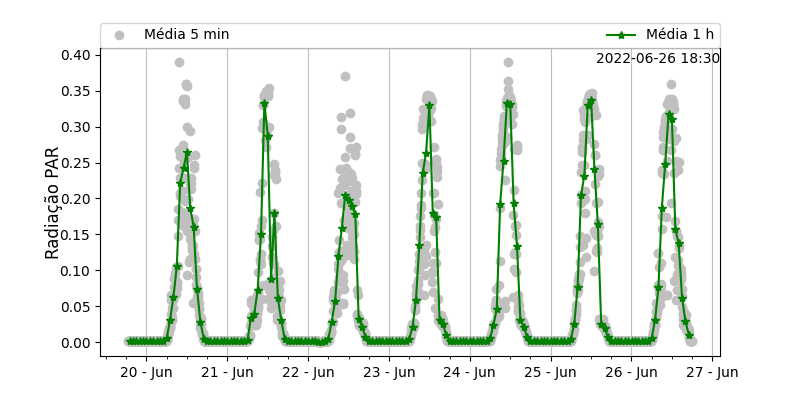 Média 5 min
Média 1 h
2022-06-26 18:30
Radiação PAR
0.40
0.35
0.30
0.25
0.20
0.15
0.10
0.05
0.00
20 - Jun
21 - Jun
22 - Jun
23 - Jun
24 - Jun
25 - Jun
26 - Jun
27 - Jun